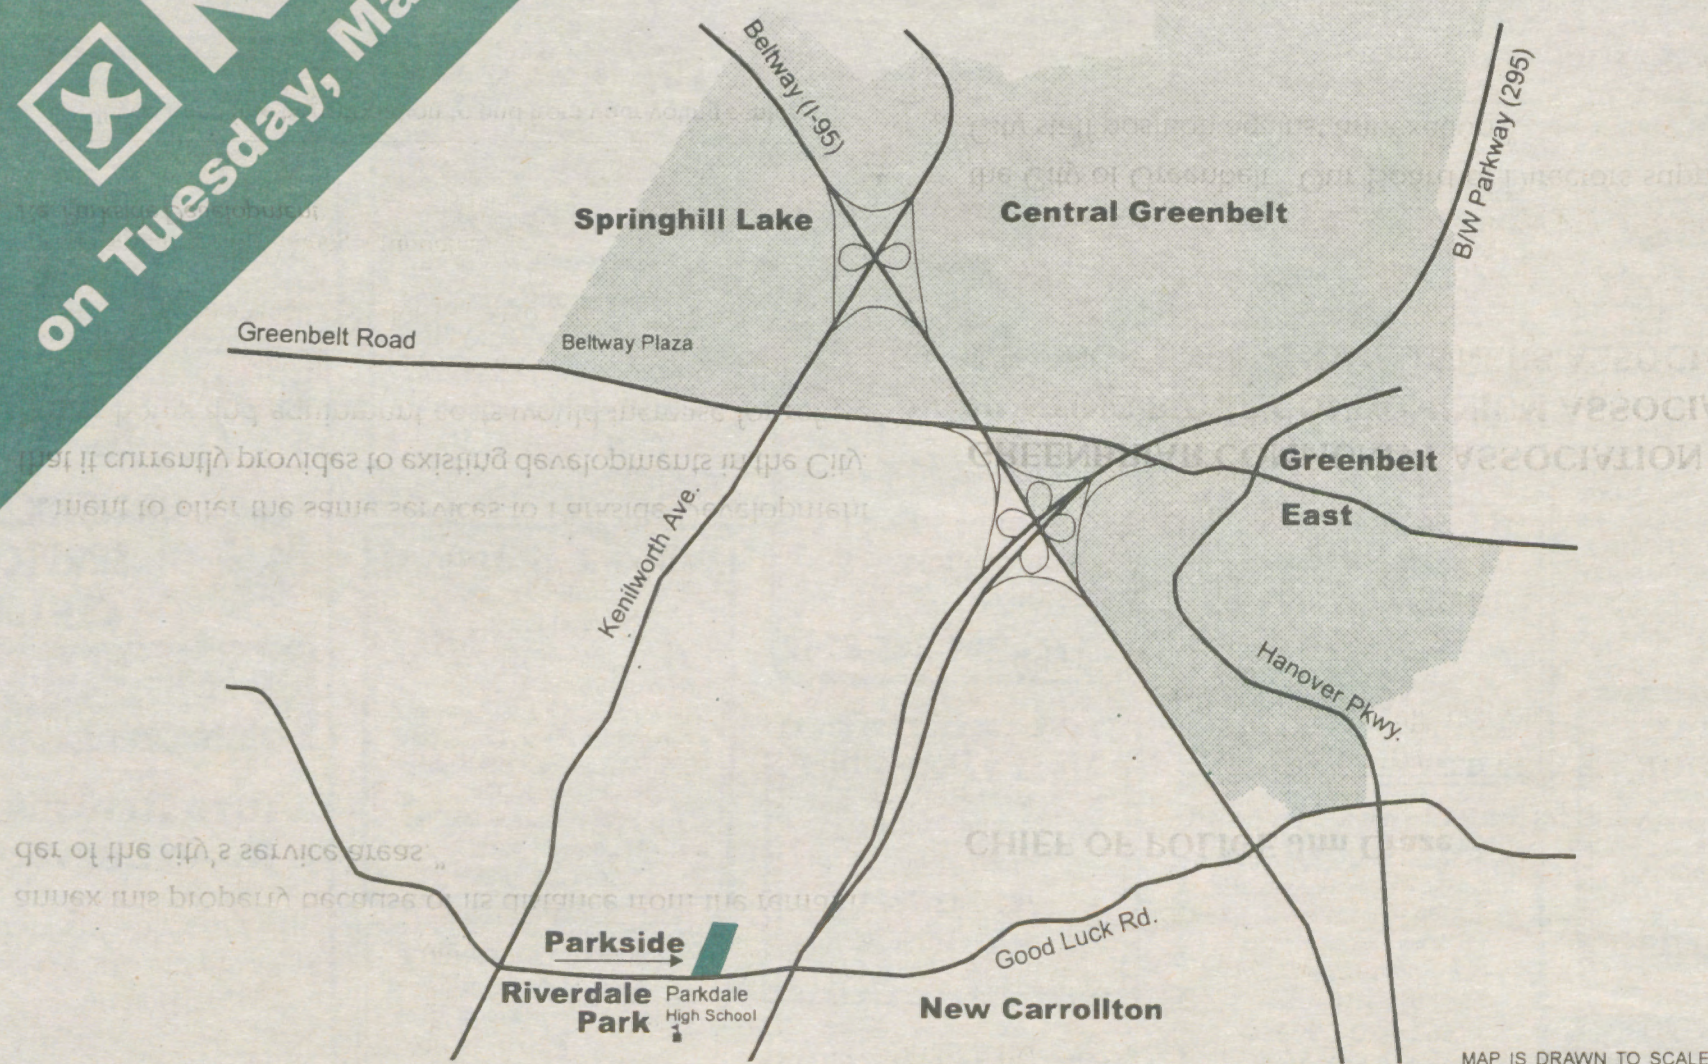 on Tuesday, Ma
Beltway (I-95)
B/W Parkway (295)
Springhill Lake
Central Greenbelt
Greenbelt Road
Beltway Plaza
Greenbelt
East
Kenilworth Ave.
Hanover Pkwy.
Parkside
Good Luck Rd.
Riverdale
Park
Parkdale
High School
New Carrollton
MAP IS DRAWN TO SCALE